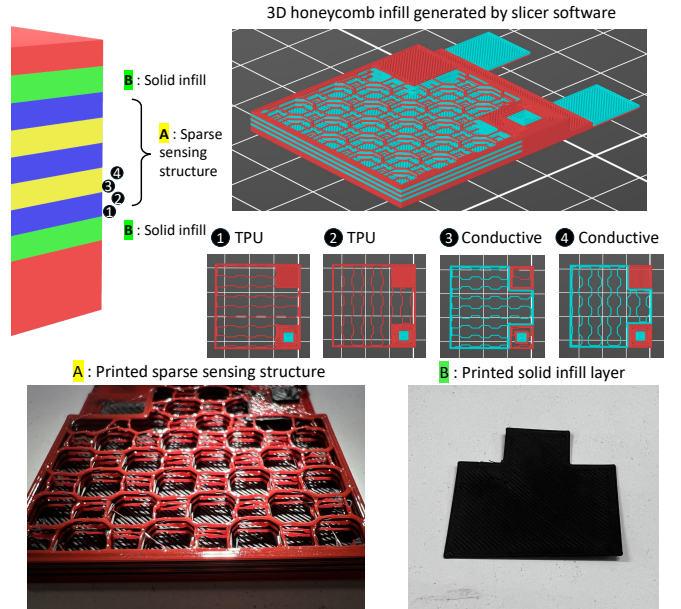 3D honeycomb infill generated by slicer software
B : Solid infill
A : Sparse
sensing
structure
4
3
2
1
B : Solid infill
1 TPU
2 TPU
3 Conductive
4 Conductive
A : Printed sparse sensing structure
B : Printed solid infill layer